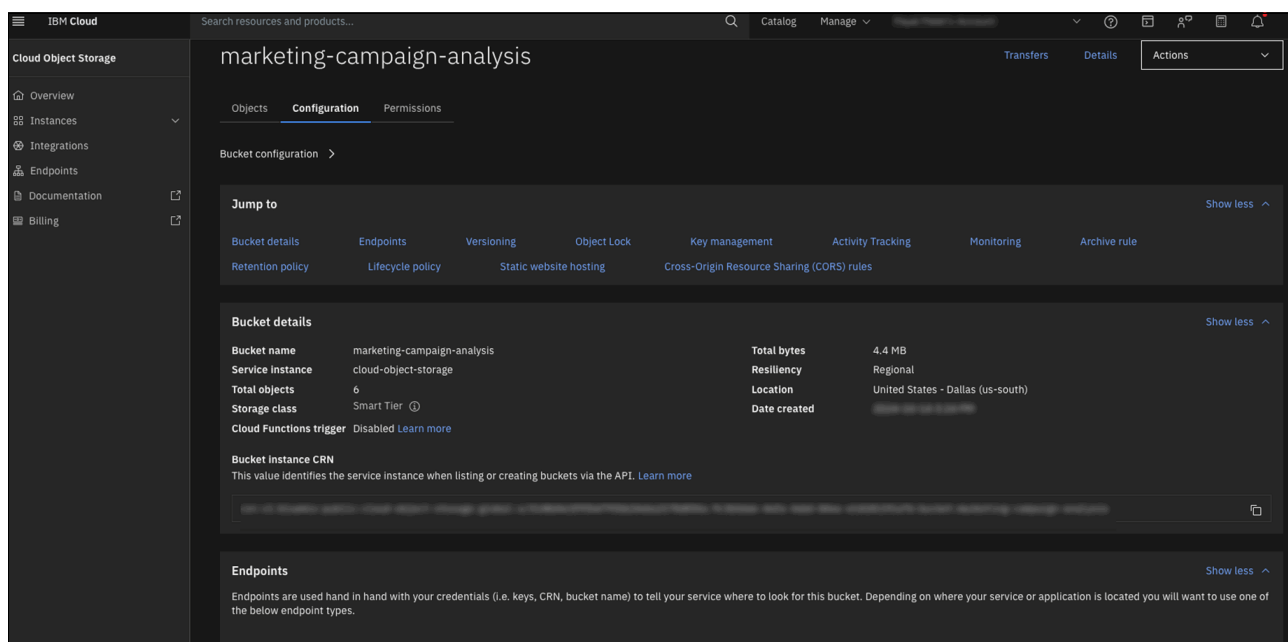 IBM Cloud
Search resources and products...
Catalog
Manage
Cloud Object Storage
Overview
Instances
Integrations
Endpoints
Documentation
Billing
marketing-campaign-analysis
Transfers
Details
Actions
Objects
Configuration
Permissions
Bucket configuration
Jump to
Show less
Bucket details
Endpoints
Versioning
Object Lock
Key management
Activity Tracking
Monitoring
Archive rule
Retention policy
Lifecycle policy
Static website hosting
Cross-Origin Resource Sharing (CORS) rules
Bucket details
Show less
Bucket name marketing-campaign-analysis
Service instance cloud-object-storage
Total objects 6
Storage class Smart Tier
Cloud Functions trigger Disabled Learn more
Total bytes 4.4 MB
Resiliency Regional
Location United States - Dallas (us-south)
Date created
Bucket instance CRN
This value identifies the service instance when listing or creating buckets via the API. Learn more
Endpoints
Show less
Endpoints are used hand in hand with your credentials (i.e. keys, CRN, bucket name) to tell your service where to look for this bucket. Depending on where your service or application is located you will want to use one of
the below endpoint types.